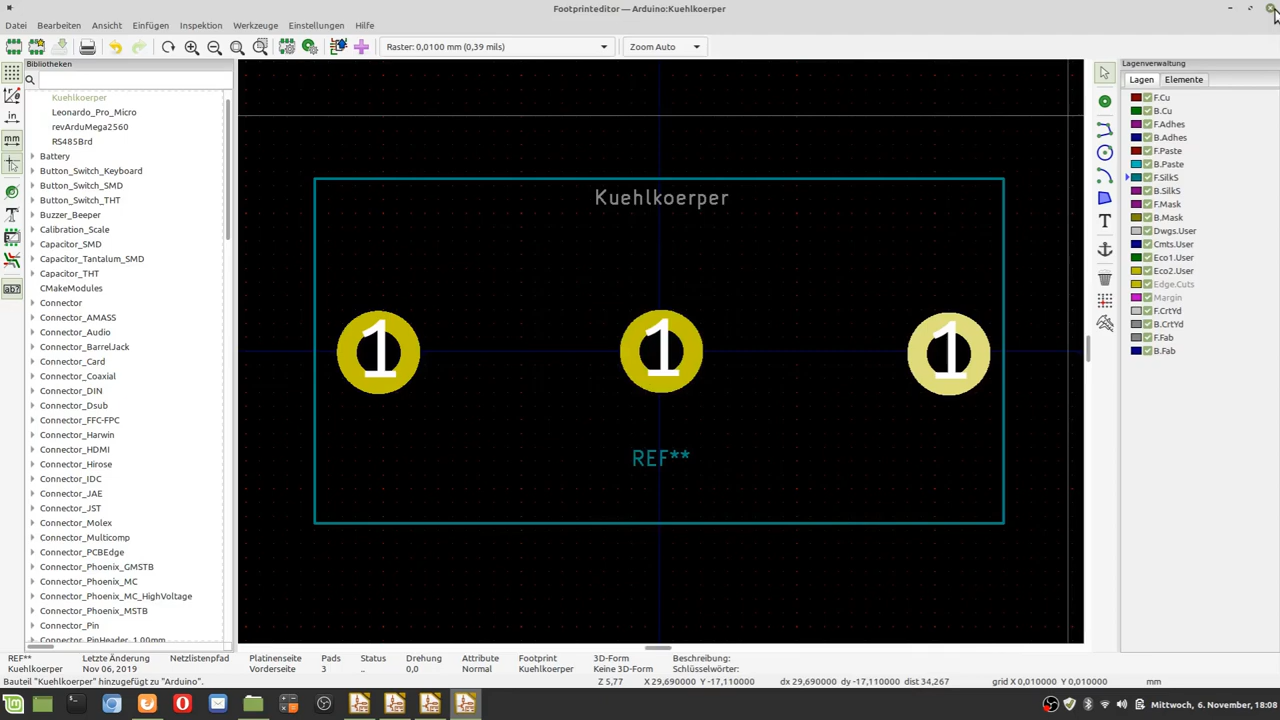 Footprinteditor — Arduino:Kuehlkoerper
Datei Bearbeiten Ansicht Einfügen Inspektion Werkzeuge Einstellungen Hilfe
Raster: 0,0100 mm (0,39 mils) Zoom Auto
Bibliotheken
Kuehlkoerper
Leonardo_Pro_Micro
revArduMega2560
RS485Brd
Battery
Button_Switch_Keyboard
Button_Switch_SMD
Button_Switch_THT
Buzzer_Beeper
Calibration_Scale
Capacitor_SMD
Capacitor_Tantalum_SMD
Capacitor_THT
CMakeModules
Connector
Connector_AMASS
Connector_Audio
Connector_BarrelJack
Connector_Card
Connector_Coaxial
Connector_DIN
Connector_Dsub
Connector_FFC-FPC
Connector_Harwin
Connector_HDMI
Connector_Hirose
Connector_IDC
Connector_JAE
Connector_JST
Connector_Molex
Connector_Multicomp
Connector_PCBEdge
Connector_Phoenix_GMSTB
Connector_Phoenix_MC
Connector_Phoenix_MC_HighVoltage
Connector_Phoenix_MSTB
Connector_Pin
Connector_PinHeader_1.00mm
in
mm
ab?
Kuehlkoerper
1 1 1
REF**
Lagenverwaltung
Lagen Elemente
F.Cu
B.Cu
F.Adhes
B.Adhes
F.Paste
B.Paste
F.SilkS
B.SilkS
F.Mask
B.Mask
Dwgs.User
Cmts.User
Eco1.User
Eco2.User
Edge.Cuts
Margin
F.CrtYd
B.CrtYd
F.Fab
B.Fab
REF** Letzte Änderung Netzlistenpfad Platinenseite Pads Status Drehung Attribute Footprint 3D-Form Beschreibung:
Kuehlkoerper Nov 06, 2019 Vorderseite 3 .. 0,0 Normal Kuehlkoerper Keine 3D-Form Schlüsselwörter:
Bauteil "Kuehlkoerper" hinzugefügt zu "Arduino". Z 5,77 X 29,690000 Y -17,110000 dx 29,690000 dy -17,110000 dist 34,267 grid X 0,010000 Y 0,010000 mm
Mittwoch, 6. November, 18:08